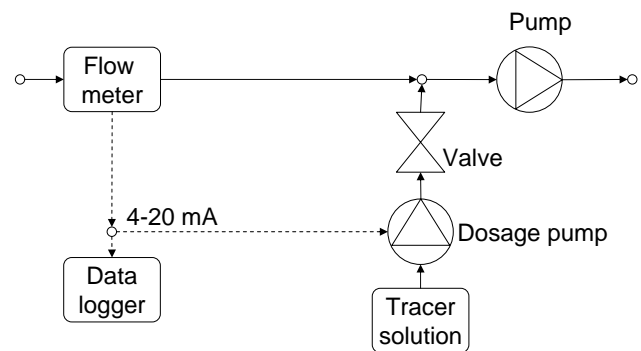 Pump
Flow
meter
Valve
4-20 mA
Dosage pump
Data
logger
Tracer
solution